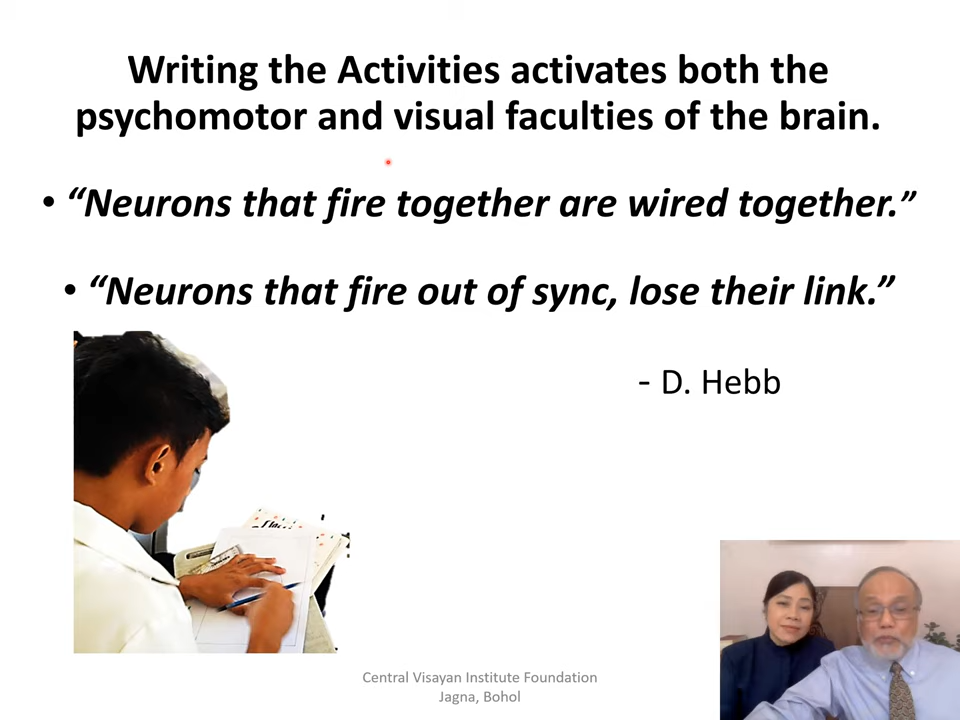 Writing the Activities activates both the
psychomotor and visual faculties of the brain.
• “Neurons that fire together are wired together.”
• “Neurons that fire out of sync, lose their link.”
- D. Hebb
Central Visayan Institute Foundation
Jagna, Bohol